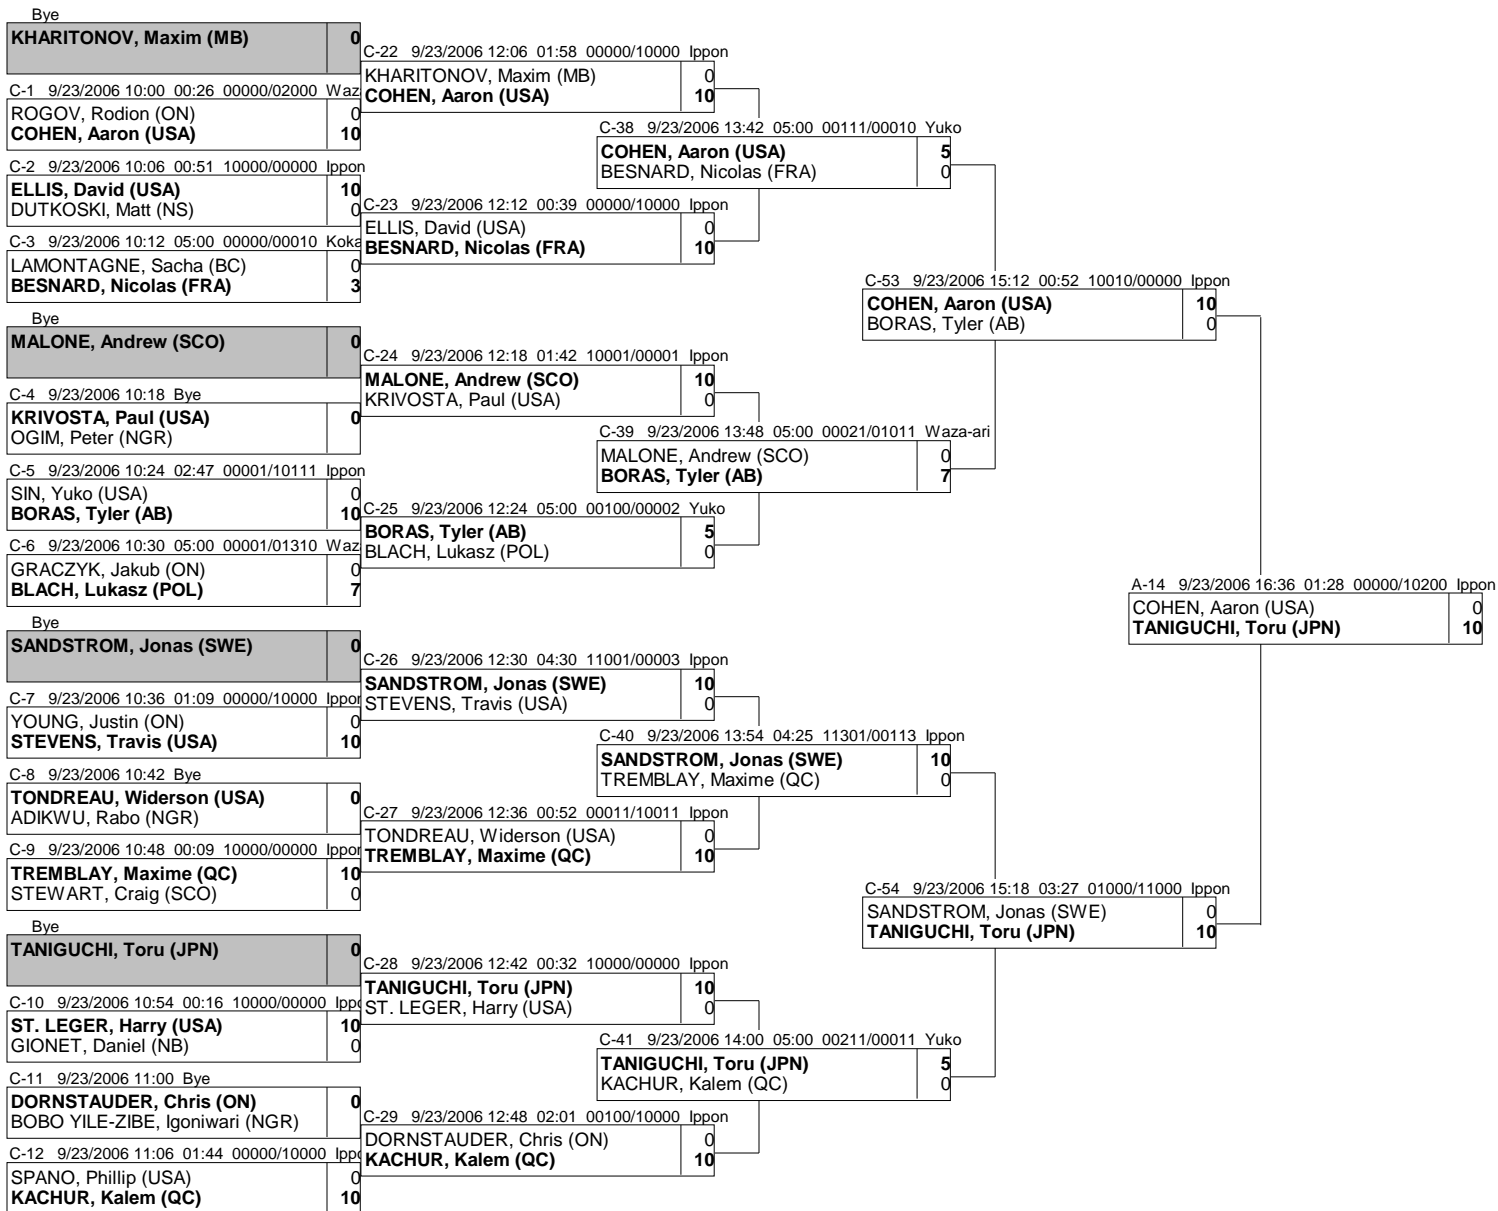 Bye
KHARITONOV, Maxim (MB) 0
C-1 9/23/2006 10:00 00:26 00000/02000 Waz
ROGOV, Rodion (ON) 0
COHEN, Aaron (USA) 10
C-2 9/23/2006 10:06 00:51 10000/00000 Ippon
ELLIS, David (USA) 10
DUTKOSKI, Matt (NS) 0
C-3 9/23/2006 10:12 05:00 00000/00010 Koka
LAMONTAGNE, Sacha (BC) 0
BESNARD, Nicolas (FRA) 3
Bye
MALONE, Andrew (SCO) 0
C-4 9/23/2006 10:18 Bye
KRIVOSTA, Paul (USA) 0
OGIM, Peter (NGR)
C-5 9/23/2006 10:24 02:47 00001/10111 Ippon
SIN, Yuko (USA) 0
BORAS, Tyler (AB) 10
C-6 9/23/2006 10:30 05:00 00001/01310 Waz
GRACZYK, Jakub (ON) 0
BLACH, Lukasz (POL) 7
Bye
SANDSTROM, Jonas (SWE) 0
C-7 9/23/2006 10:36 01:09 00000/10000 Ippon
YOUNG, Justin (ON) 0
STEVENS, Travis (USA) 10
C-8 9/23/2006 10:42 Bye
TONDREAU, Widerson (USA) 0
ADIKWU, Rabo (NGR)
C-9 9/23/2006 10:48 00:09 10000/00000 Ippon
TREMBLAY, Maxime (QC) 10
STEWART, Craig (SCO) 0
Bye
TANIGUCHI, Toru (JPN) 0
C-10 9/23/2006 10:54 00:16 10000/00000 Ippo
ST. LEGER, Harry (USA) 10
GIONET, Daniel (NB) 0
C-11 9/23/2006 11:00 Bye
DORNSTAUDER, Chris (ON) 0
BOBO YILE-ZIBE, Igoniwari (NGR)
C-12 9/23/2006 11:06 01:44 00000/10000 Ippo
SPANO, Phillip (USA) 0
KACHUR, Kalem (QC) 10
C-22 9/23/2006 12:06 01:58 00000/10000 Ippon
KHARITONOV, Maxim (MB) 0
COHEN, Aaron (USA) 10
C-23 9/23/2006 12:12 00:39 00000/10000 Ippon
ELLIS, David (USA) 0
BESNARD, Nicolas (FRA) 10
C-24 9/23/2006 12:18 01:42 10001/00001 Ippon
MALONE, Andrew (SCO) 10
KRIVOSTA, Paul (USA) 0
C-25 9/23/2006 12:24 05:00 00100/00002 Yuko
BORAS, Tyler (AB) 5
BLACH, Lukasz (POL) 0
C-26 9/23/2006 12:30 04:30 11001/00003 Ippon
SANDSTROM, Jonas (SWE) 10
STEVENS, Travis (USA) 0
C-27 9/23/2006 12:36 00:52 00011/10011 Ippon
TONDREAU, Widerson (USA) 0
TREMBLAY, Maxime (QC) 10
C-28 9/23/2006 12:42 00:32 10000/00000 Ippon
TANIGUCHI, Toru (JPN) 10
ST. LEGER, Harry (USA) 0
C-29 9/23/2006 12:48 02:01 00100/10000 Ippon
DORNSTAUDER, Chris (ON) 0
KACHUR, Kalem (QC) 10
C-38 9/23/2006 13:42 05:00 00111/00010 Yuko
COHEN, Aaron (USA) 5
BESNARD, Nicolas (FRA) 0
C-39 9/23/2006 13:48 05:00 00021/01011 Waza-ari
MALONE, Andrew (SCO) 0
BORAS, Tyler (AB) 7
C-40 9/23/2006 13:54 04:25 11301/00113 Ippon
SANDSTROM, Jonas (SWE) 10
TREMBLAY, Maxime (QC) 0
C-41 9/23/2006 14:00 05:00 00211/00011 Yuko
TANIGUCHI, Toru (JPN) 5
KACHUR, Kalem (QC) 0
C-53 9/23/2006 15:12 00:52 10010/00000 Ippon
COHEN, Aaron (USA) 10
BORAS, Tyler (AB) 0
C-54 9/23/2006 15:18 03:27 01000/11000 Ippon
SANDSTROM, Jonas (SWE) 0
TANIGUCHI, Toru (JPN) 10
A-14 9/23/2006 16:36 01:28 00000/10200 Ippon
COHEN, Aaron (USA) 0
TANIGUCHI, Toru (JPN) 10